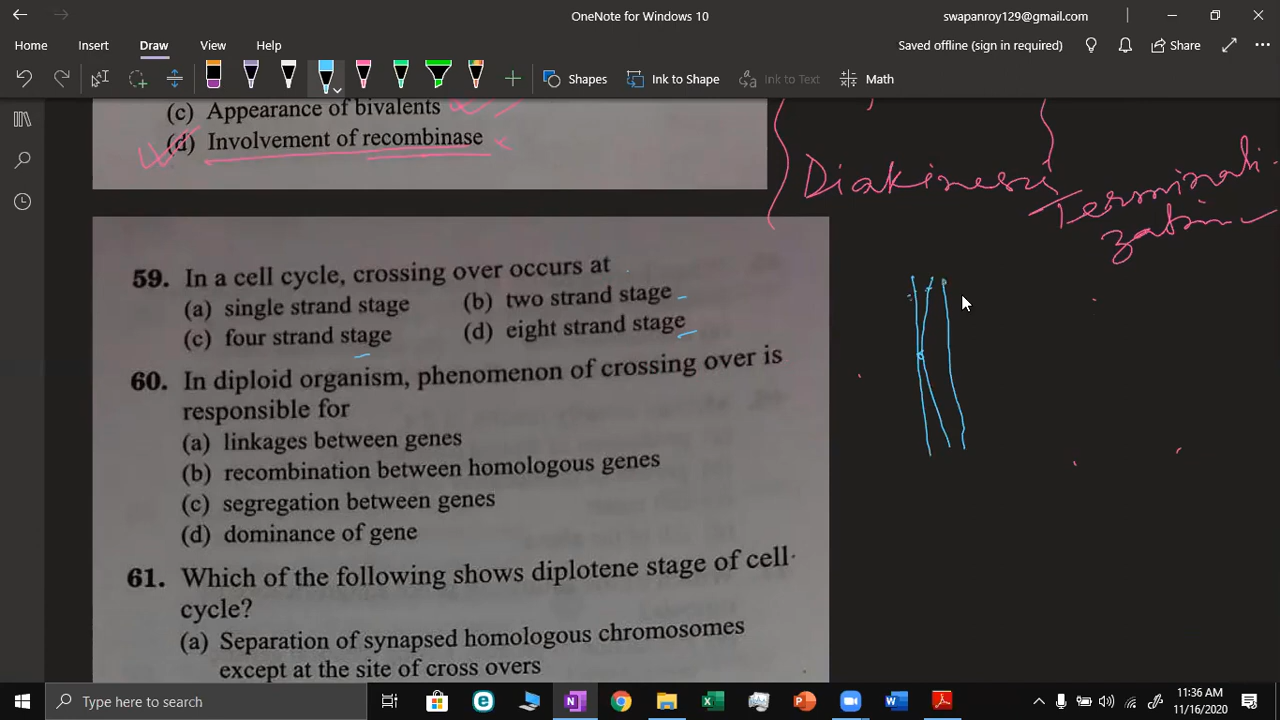 OneNote for Windows 10
swapanroy129@gmail.com
Home Insert Draw View Help
Saved offline (sign in required)
Share
Shapes
Ink to Shape
Ink to Text
Math
(c) Appearance of bivalents
(d) Involvement of recombinase
Diakinesis
Terminali-
zation
59. In a cell cycle, crossing over occurs at
(a) single strand stage (b) two strand stage
(c) four strand stage (d) eight strand stage
60. In diploid organism, phenomenon of crossing over is
responsible for
(a) linkages between genes
(b) recombination between homologous genes
(c) segregation between genes
(d) dominance of gene
61. Which of the following shows diplotene stage of cell
cycle?
(a) Separation of synapsed homologous chromosomes
except at the site of cross overs
Type here to search
11:36 AM
11/16/2020